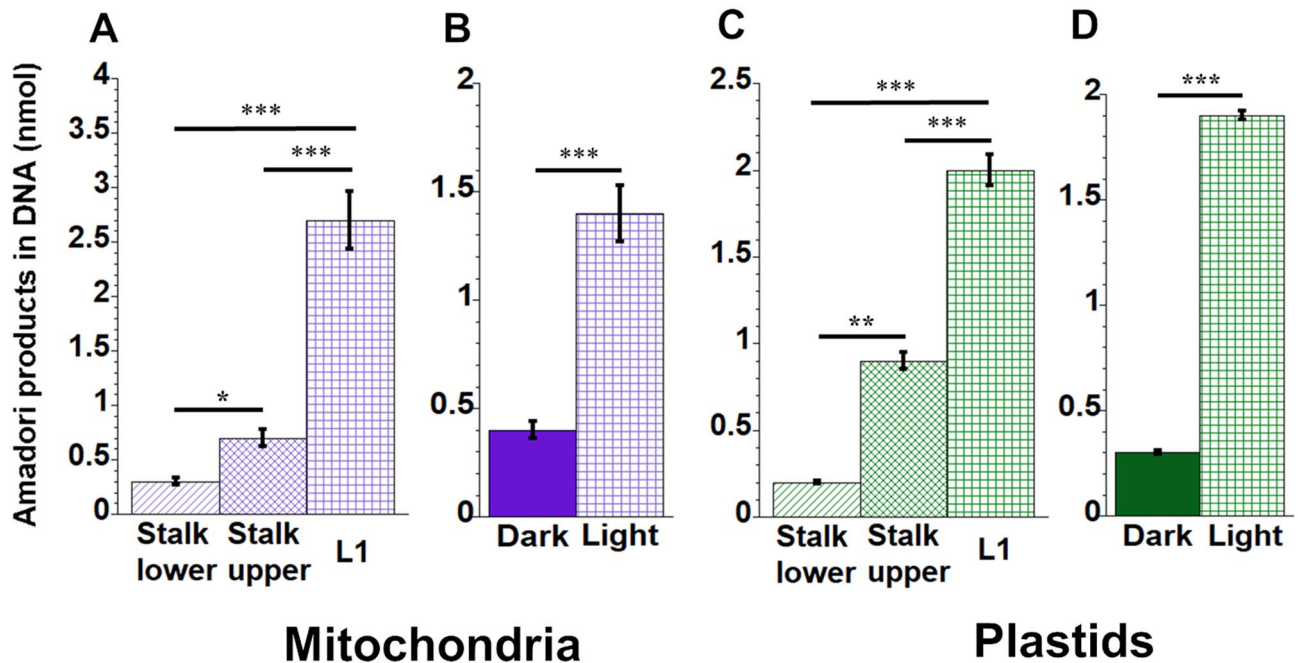 A
B
C
D
Amadori products in DNA (nmol)
4
3.5
3
2.5
2
1.5
1
0.5
0
***
***
*
Stalk lower
Stalk upper
L1
2
1.5
1
0.5
0
***
Dark
Light
2.5
2
1.5
1
0.5
0
***
***
**
Stalk lower
Stalk upper
L1
2
1.5
1
0.5
0
***
Dark
Light
Mitochondria
Plastids